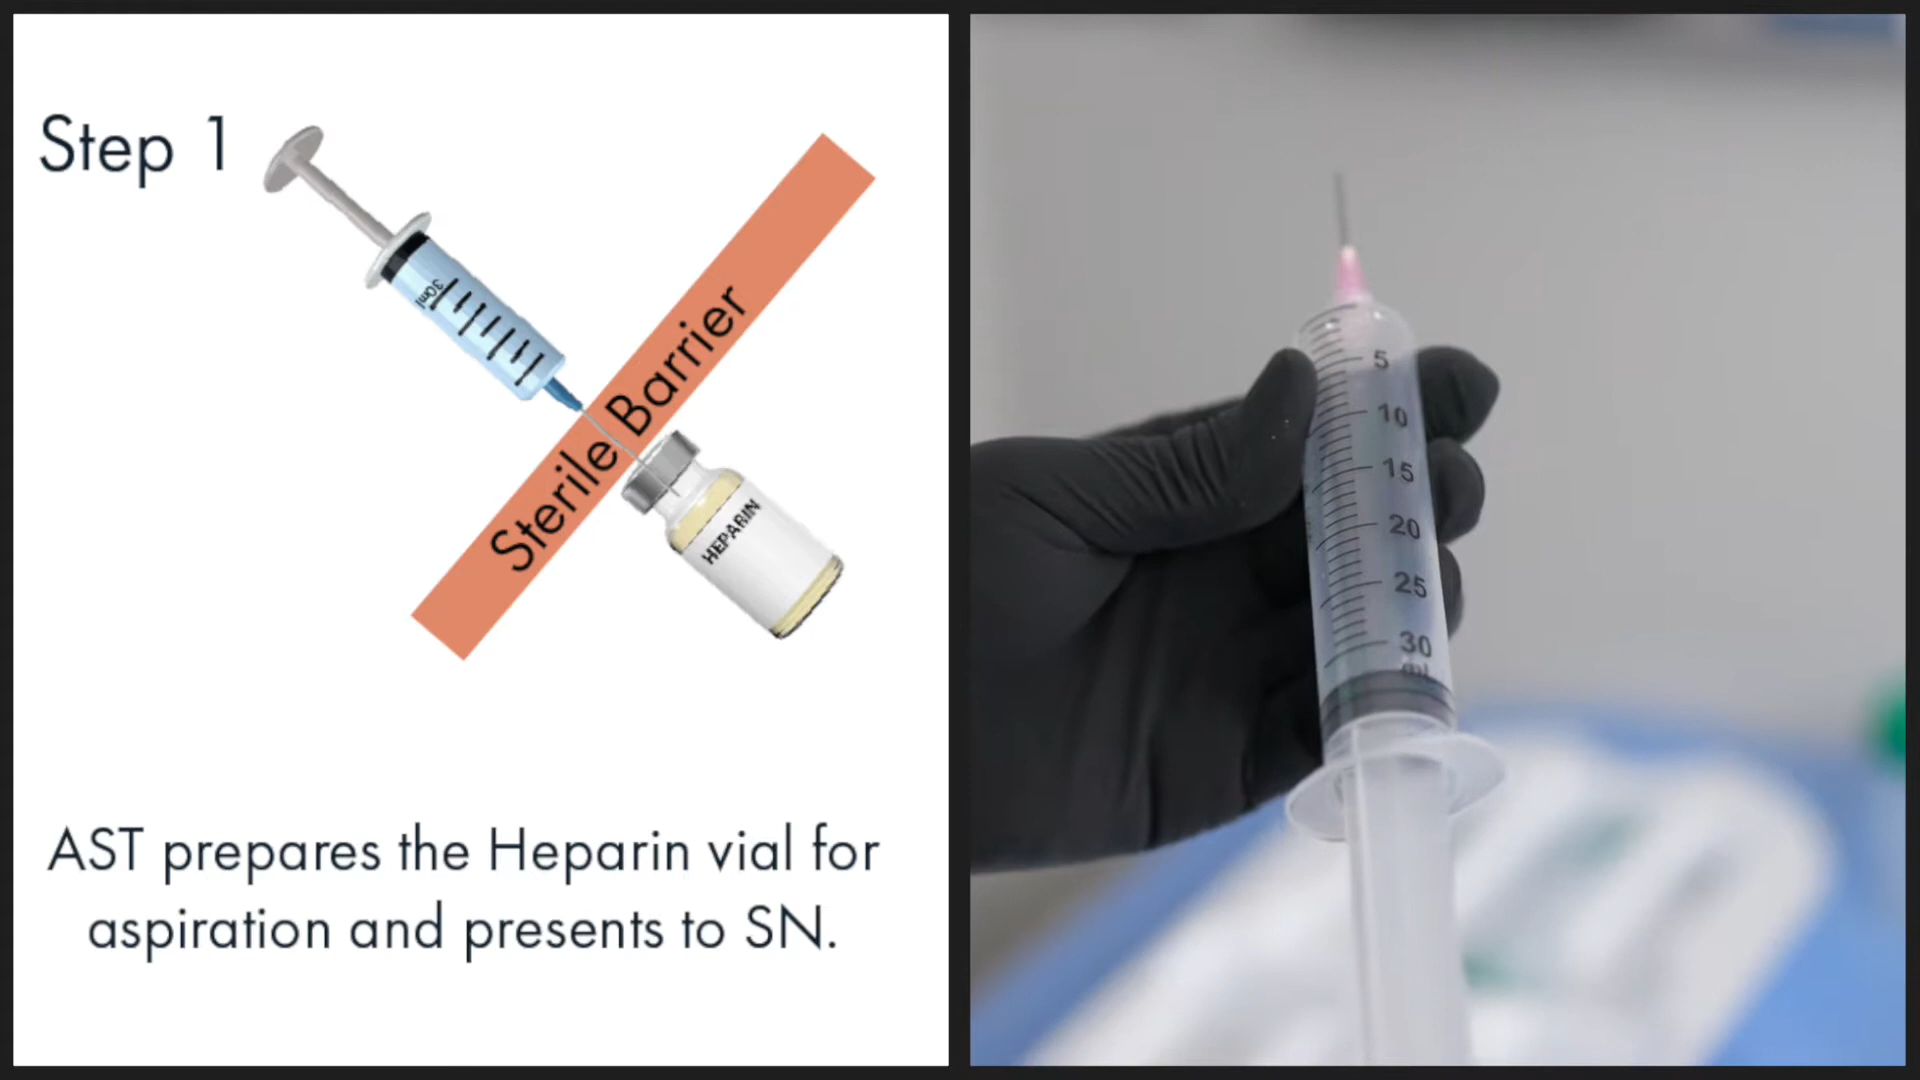 Step 1
30ml
Sterile Barrier
HEPARIN
AST prepares the Heparin vial for
aspiration and presents to SN.
5
10
15
20
25
30
ml